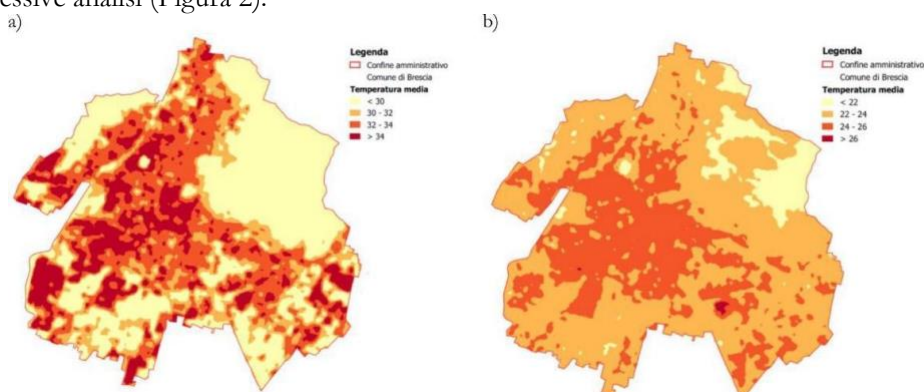 essive analisi (Figura 2).
a)
b)
Legenda
Confine amministrativo
Comune di Brescia
Temperatura media
< 30
30 - 32
32 - 34
> 34
Legenda
Confine amministrativo
Comune di Brescia
Temperatura media
< 22
22 - 24
24 - 26
> 26